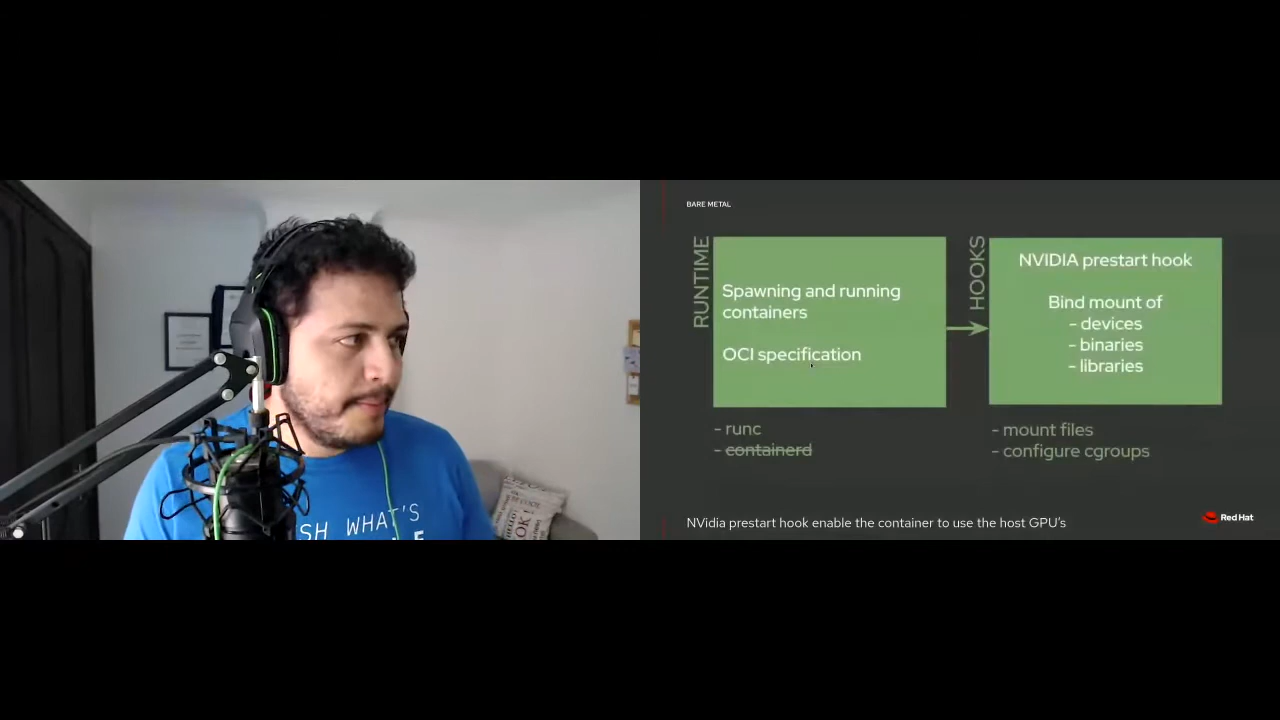 SH WHAT'S
BARE METAL
RUNTIME
Spawning and running
containers
OCI specification
- runc
- containerd
HOOKS
NVIDIA prestart hook
Bind mount of
- devices
- binaries
- libraries
- mount files
- configure cgroups
NVidia prestart hook enable the container to use the host GPU's
Red Hat